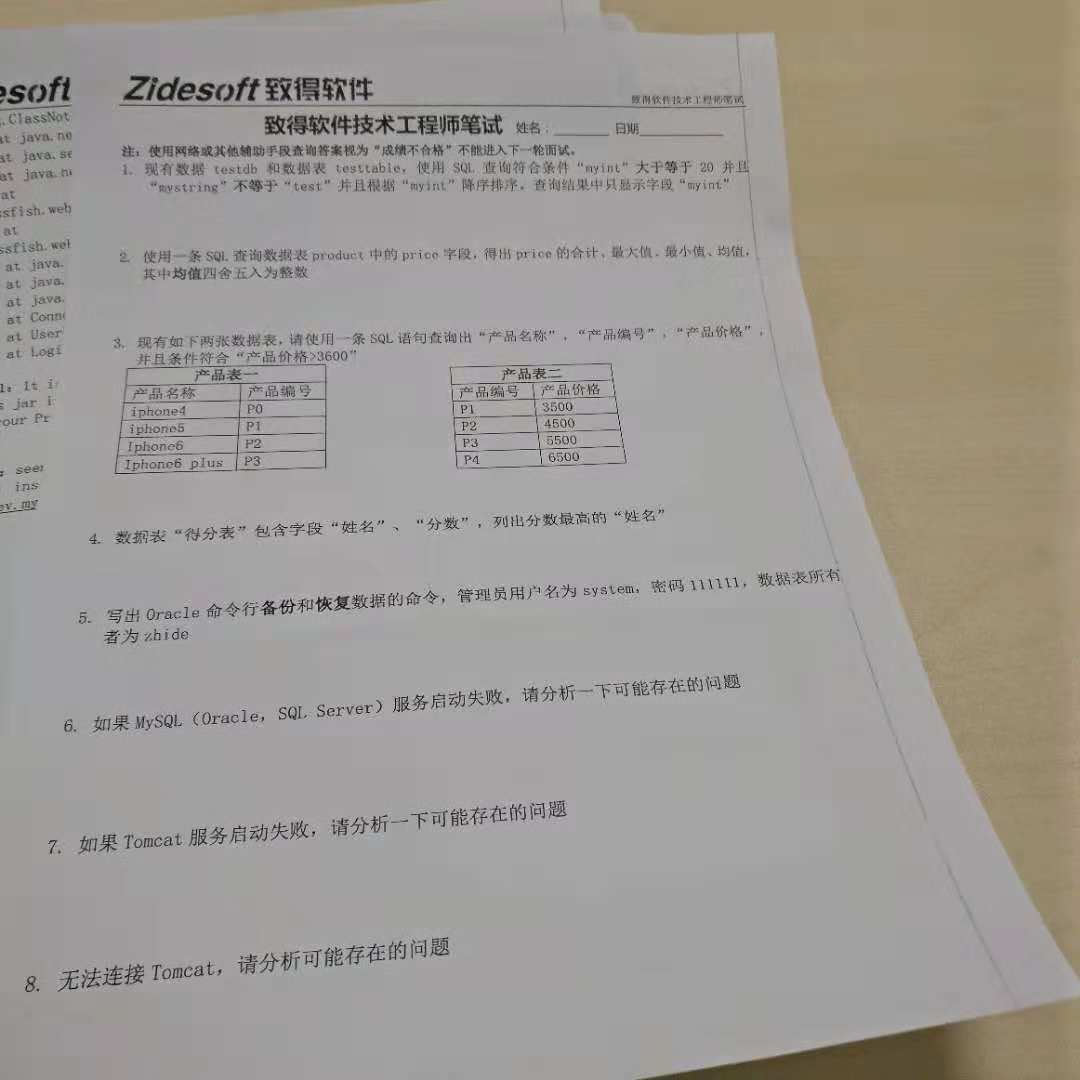 Zidesoft 致得软件
致得软件技术工程师笔试
致得软件技术工程师笔试 姓名：________ 日期________
注：使用网络或其他辅助手段查询答案视为“成绩不合格”不能进入下一轮面试。
1. 现有数据 testdb 和数据表 testtable，使用 SQL 查询符合条件“myint”大于等于 20 并且
“mystring”不等于“test”并且根据“myint”降序排序，查询结果中只显示字段“myint”
2. 使用一条 SQL 查询数据表 product 中的 price 字段，得出 price 的合计、最大值、最小值、均值，
其中均值四舍五入为整数
3. 现有如下两张数据表，请使用一条 SQL 语句查询出“产品名称”，“产品编号”，“产品价格”，
并且条件符合“产品价格>3600”
产品表一
产品名称 产品编号
iphone4 P0
iphone5 P1
Iphone6 P2
Iphone6 plus P3
产品表二
产品编号 产品价格
P1 3500
P2 4500
P3 5500
P4 6500
4. 数据表“得分表”包含字段“姓名”、“分数”，列出分数最高的“姓名”
5. 写出 Oracle 命令行备份和恢复数据的命令，管理员用户名为 system，密码 111111，数据表所有
者为 zhide
6. 如果 MySQL（Oracle，SQL Server）服务启动失败，请分析一下可能存在的问题
7. 如果 Tomcat 服务启动失败，请分析一下可能存在的问题
8. 无法连接 Tomcat，请分析可能存在的问题
esoft
.ClassNot
at java.ne
at java.se
at java.n
at
ssfish.web
at
ssfish.we
at java.
at java.
at java.
at Conn
at User
at Logi
It i
s jar i
our Pr
see
ins
ov.my